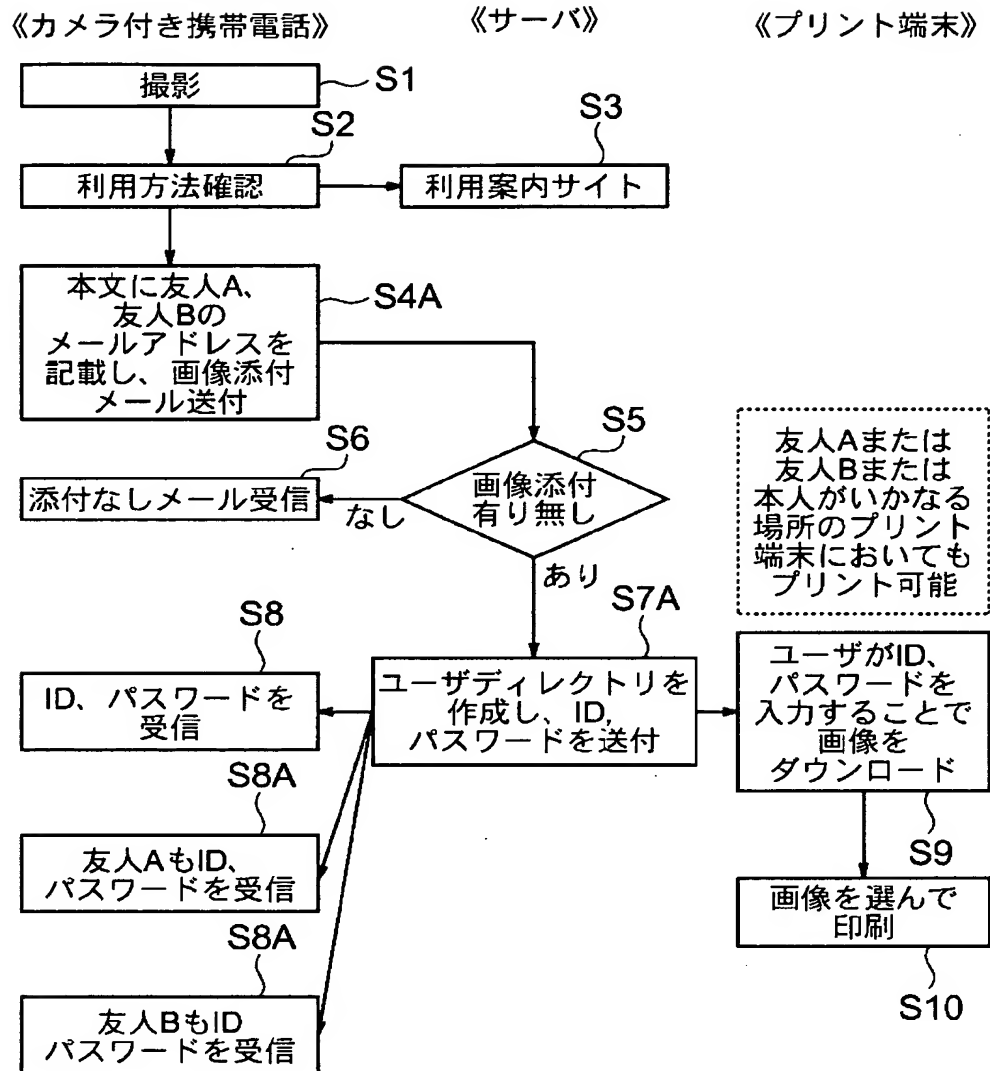 《カメラ付き携帯電話》
《サーバ》
《プリント端末》
撮影
S1
S2
S3
利用方法確認
利用案内サイト
本文に友人A、
友人Bの
メールアドレスを
記載し、画像添付
メール送付
S4A
S5
画像添付
有り無し
S6
添付なしメール受信
なし
あり
友人Aまたは
友人Bまたは
本人がいかなる
場所のプリント
端末においても
プリント可能
S7A
ユーザディレクトリを
作成し、ID,
パスワードを送付
S8
ID、パスワードを
受信
ユーザがID、
パスワードを
入力することで
画像を
ダウンロード
S9
S8A
友人AもID、
パスワードを受信
画像を選んで
印刷
S10
S8A
友人BもID
パスワードを受信